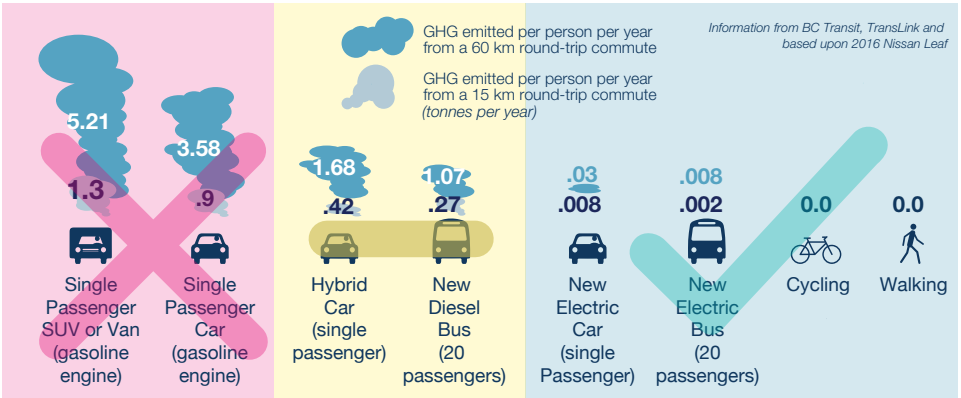 GHG emitted per person per year
from a 60 km round-trip commute
GHG emitted per person per year
from a 15 km round-trip commute
(tonnes per year)
Information from BC Transit, TransLink and
based upon 2016 Nissan Leaf
5.21
1.3
Single
Passenger
SUV or Van
(gasoline
engine)
3.58
.9
Single
Passenger
Car
(gasoline
engine)
1.68
.42
Hybrid
Car
(single
passenger)
1.07
.27
New
Diesel
Bus
(20
passengers)
.03
.008
New
Electric
Car
(single
Passenger)
.008
.002
New
Electric
Bus
(20
passengers)
0.0
Cycling
0.0
Walking